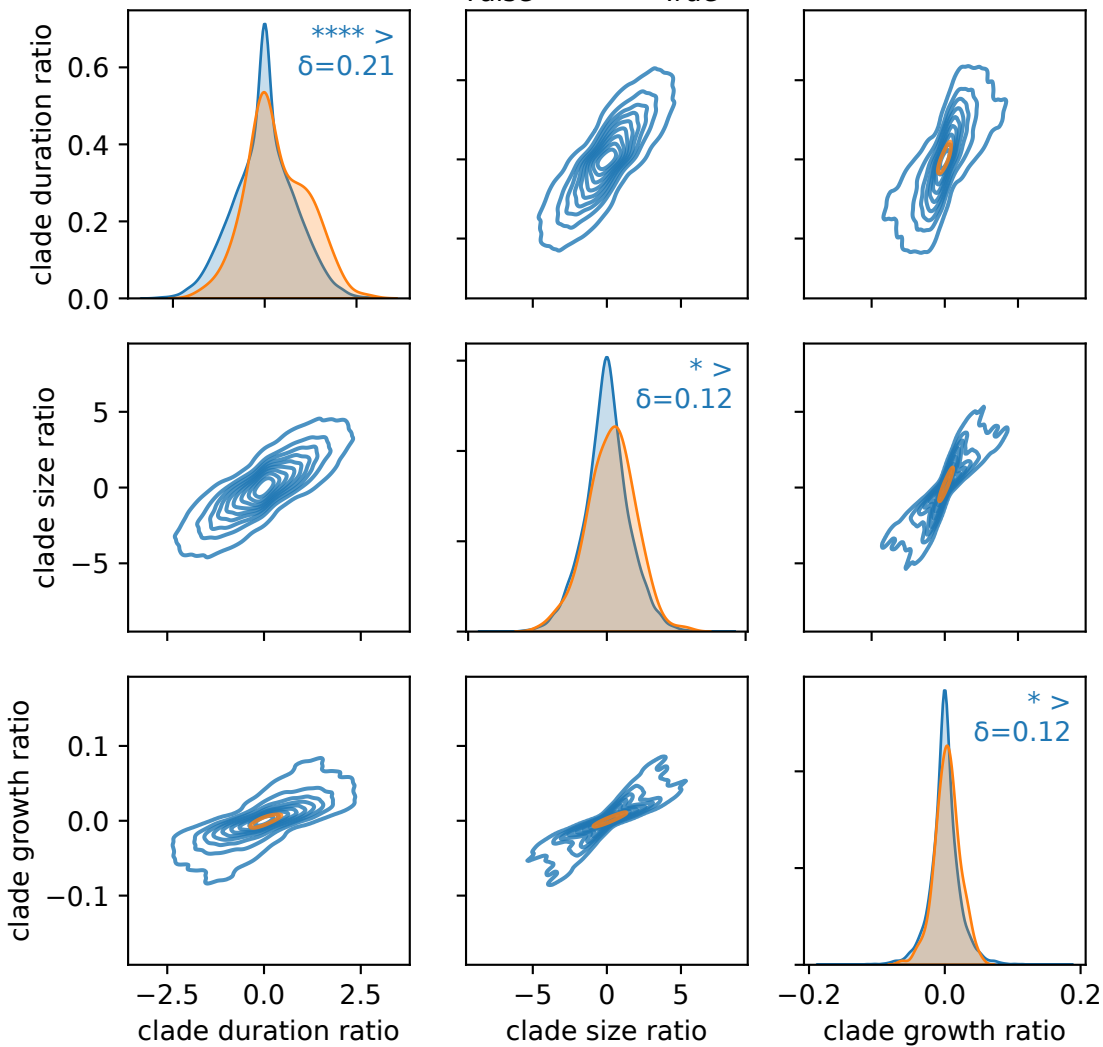 clade duration ratio
0.6
0.4
0.2
0.0
**** >
δ=0.21
clade size ratio
5
0
−5
* >
δ=0.12
clade growth ratio
0.1
0.0
−0.1
* >
δ=0.12
−2.5 0.0 2.5
clade duration ratio
−5 0 5
clade size ratio
−0.2 0.0 0.2
clade growth ratio